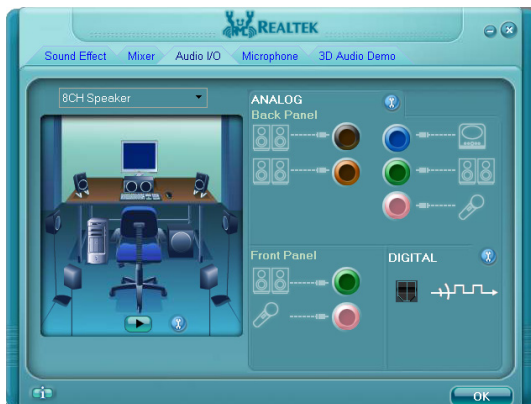 REALTEK
Sound Effect
Mixer
Audio I/O
Microphone
3D Audio Demo
8CH Speaker
ANALOG
Back Panel
Front Panel
DIGITAL
OK